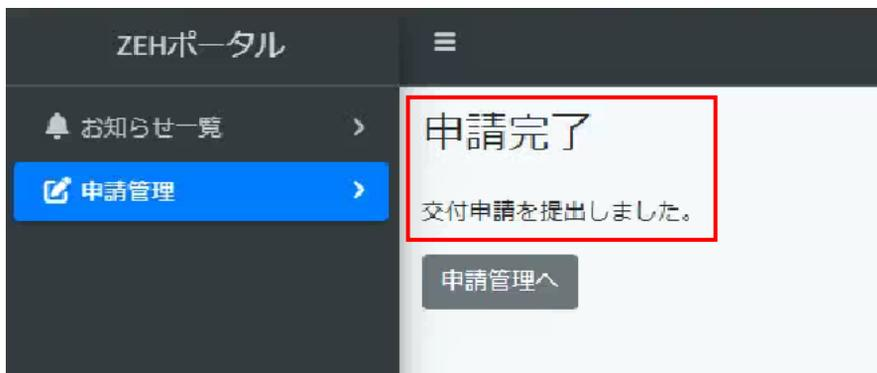 ZEHポータル
お知らせ一覧
申請管理
申請完了
交付申請を提出しました。
申請管理へ